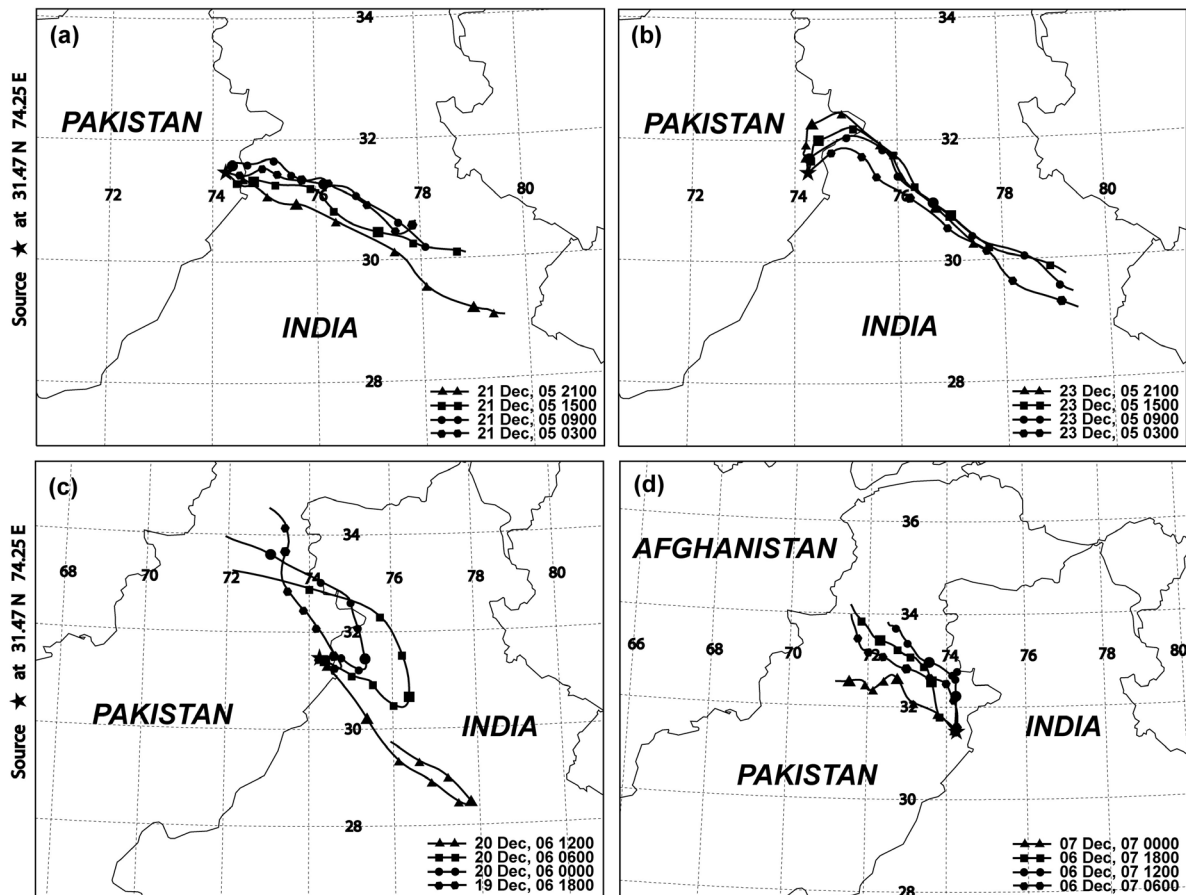 (a)
34
Source ★ at 31.47 N 74.25 E
PAKISTAN
32
72
74
76
78
80
30
INDIA
28
21 Dec, 05 2100
21 Dec, 05 1500
21 Dec, 05 0900
21 Dec, 05 0300
(b)
34
PAKISTAN
32
72
74
76
78
80
30
INDIA
28
23 Dec, 05 2100
23 Dec, 05 1500
23 Dec, 05 0900
23 Dec, 05 0300
(c)
Source ★ at 31.47 N 74.25 E
34
68
70
72
74
76
78
80
32
PAKISTAN
30
INDIA
28
20 Dec, 06 1200
20 Dec, 06 0600
20 Dec, 06 0000
19 Dec, 06 1800
(d)
36
AFGHANISTAN
34
66
68
70
72
74
76
78
80
32
INDIA
PAKISTAN
30
07 Dec, 07 0000
06 Dec, 07 1800
06 Dec, 07 1200
06 Dec, 07 0600
28